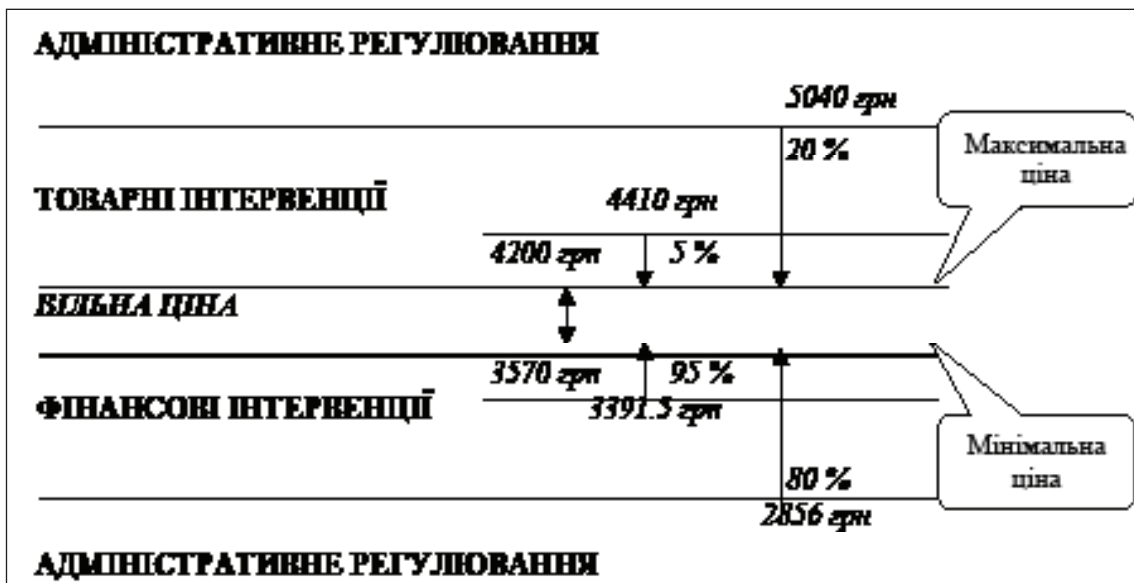 АДМІНІСТРАТИВНЕ РЕГУЛЮВАННЯ
5040 грн
20 %
Максимальна
ціна
ТОВАРНІ ІНТЕРВЕНЦІЇ
4410 грн
4200 грн
5 %
ВІЛЬНА ЦІНА
3570 грн
95 %
ФІНАНСОВІ ІНТЕРВЕНЦІЇ
3391.5 грн
Мінімальна
ціна
80 %
2856 грн
АДМІНІСТРАТИВНЕ РЕГУЛЮВАННЯ